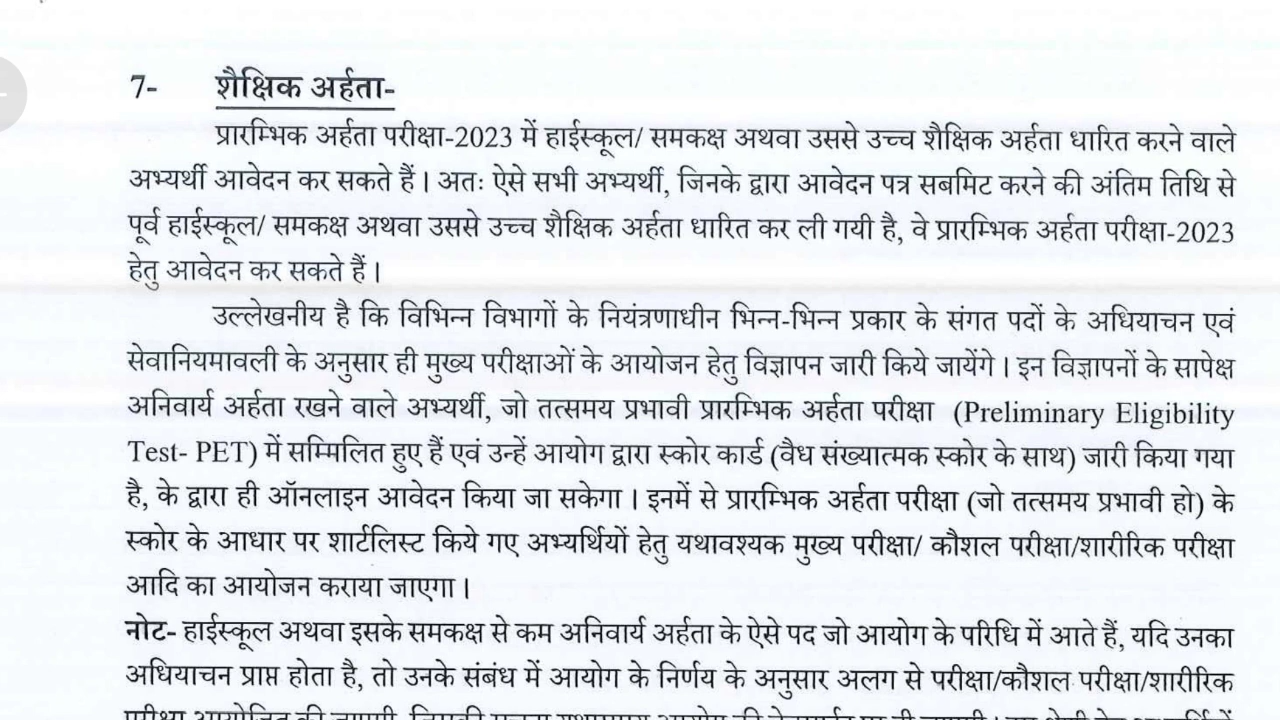 7- शैक्षिक अर्हता-
प्रारम्भिक अर्हता परीक्षा-2023 में हाईस्कूल/ समकक्ष अथवा उससे उच्च शैक्षिक अर्हता धारित करने वाले
अभ्यर्थी आवेदन कर सकते हैं। अतः ऐसे सभी अभ्यर्थी, जिनके द्वारा आवेदन पत्र सबमिट करने की अंतिम तिथि से
पूर्व हाईस्कूल/ समकक्ष अथवा उससे उच्च शैक्षिक अर्हता धारित कर ली गयी है, वे प्रारम्भिक अर्हता परीक्षा-2023
हेतु आवेदन कर सकते हैं।
उल्लेखनीय है कि विभिन्न विभागों के नियंत्रणाधीन भिन्न-भिन्न प्रकार के संगत पदों के अधियाचन एवं
सेवानियमावली के अनुसार ही मुख्य परीक्षाओं के आयोजन हेतु विज्ञापन जारी किये जायेंगे। इन विज्ञापनों के सापेक्ष
अनिवार्य अर्हता रखने वाले अभ्यर्थी, जो तत्समय प्रभावी प्रारम्भिक अर्हता परीक्षा (Preliminary Eligibility
Test- PET) में सम्मिलित हुए हैं एवं उन्हें आयोग द्वारा स्कोर कार्ड (वैध संख्यात्मक स्कोर के साथ) जारी किया गया
है, के द्वारा ही ऑनलाइन आवेदन किया जा सकेगा। इनमें से प्रारम्भिक अर्हता परीक्षा (जो तत्समय प्रभावी हो) के
स्कोर के आधार पर शार्टलिस्ट किये गए अभ्यर्थियों हेतु यथावश्यक मुख्य परीक्षा/ कौशल परीक्षा/शारीरिक परीक्षा
आदि का आयोजन कराया जाएगा।
नोट- हाईस्कूल अथवा इसके समकक्ष से कम अनिवार्य अर्हता के ऐसे पद जो आयोग के परिधि में आते हैं, यदि उनका
अधियाचन प्राप्त होता है, तो उनके संबंध में आयोग के निर्णय के अनुसार अलग से परीक्षा/कौशल परीक्षा/शारीरिक